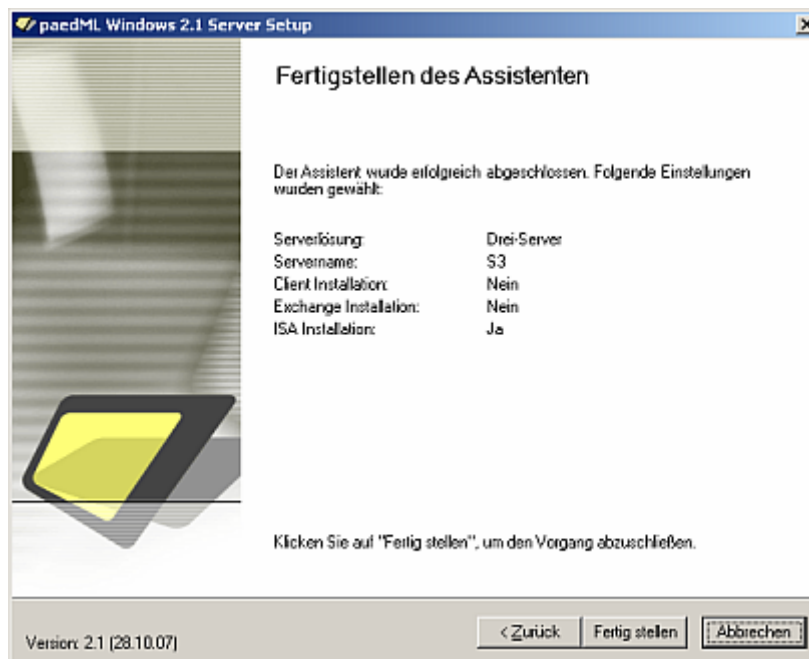 paedML Windows 2.1 Server Setup
Fertigstellen des Assistenten
Der Assistent wurde erfolgreich abgeschlossen. Folgende Einstellungen
wurden gewählt:
Serverlösung: Drei-Server
Servername: S3
Client Installation: Nein
Exchange Installation: Nein
ISA Installation: Ja
Klicken Sie auf "Fertig stellen", um den Vorgang abzuschließen.
Version: 2.1 (28.10.07)
< Zurück Fertig stellen Abbrechen